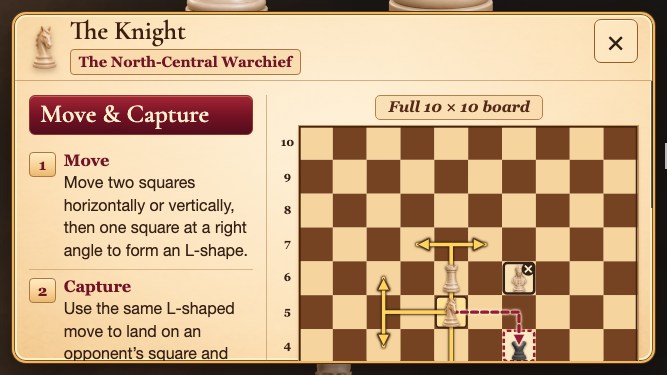 The Knight
The North-Central Warchief
×
Move & Capture
1
Move
Move two squares
horizontally or vertically,
then one square at a right
angle to form an L-shape.
2
Capture
Use the same L-shaped
move to land on an
opponent's square and
Full 10 × 10 board
10
9
8
7
6
5
4